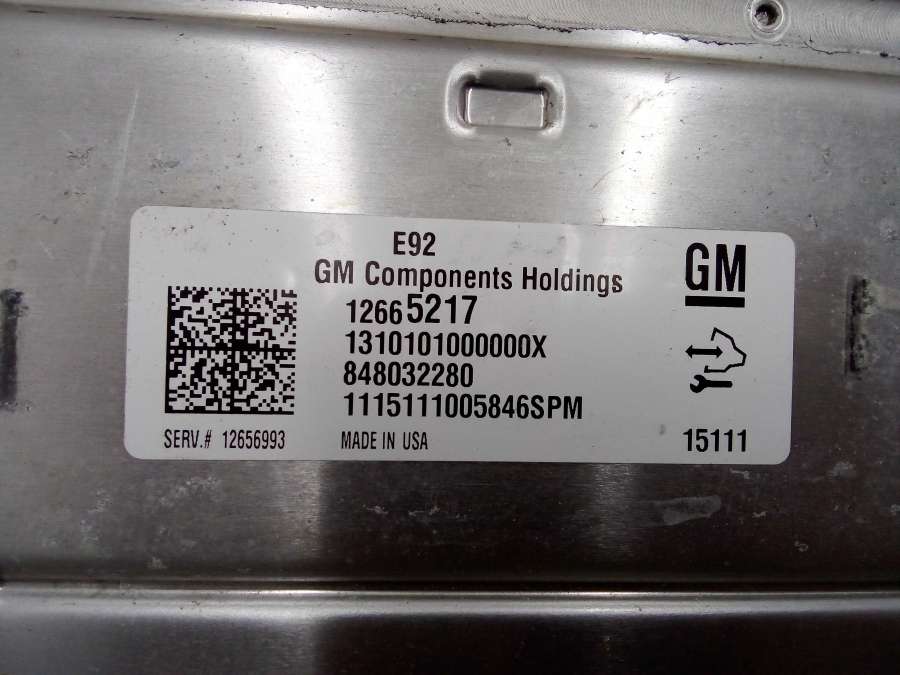 E92
GM Components Holdings
GM
12665217
1310101000000X
848032280
1115111005846SPM
SERV.# 12656993
MADE IN USA
15111